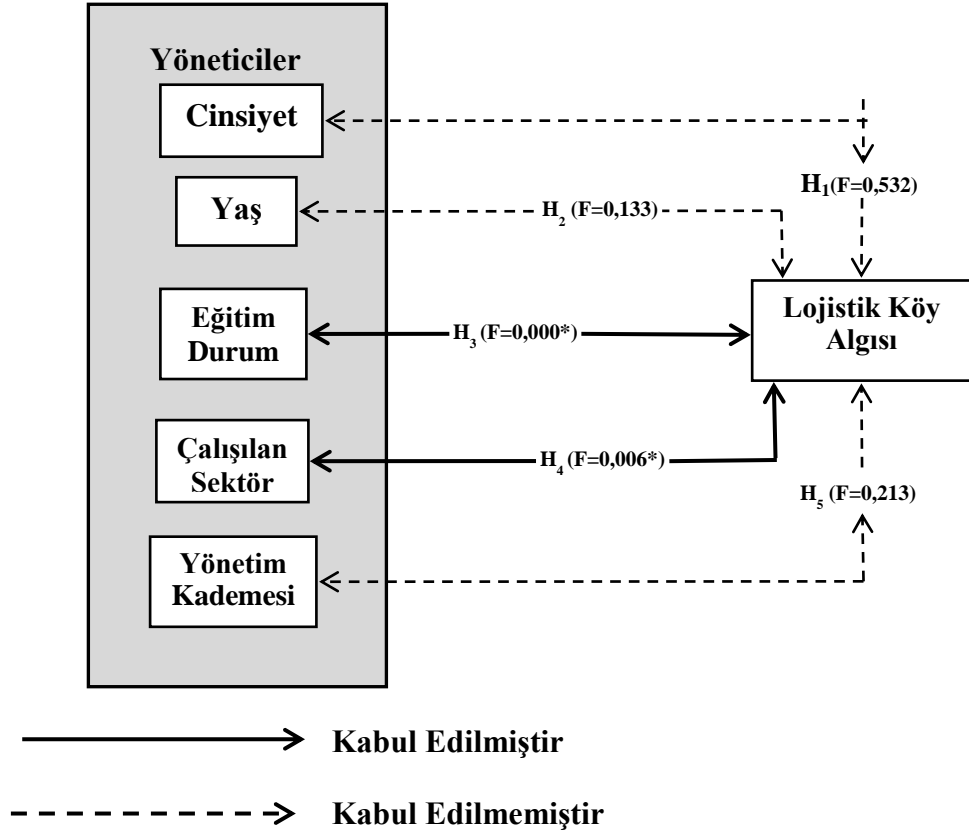 Yöneticiler
Cinsiyet
H₁(F=0,532)
Yaş
H₂ (F=0,133)
Eğitim
Durum
H₃ (F=0,000*)
Lojistik Köy
Algısı
Çalışılan
Sektör
H₄ (F=0,006*)
H₅ (F=0,213)
Yönetim
Kademesi
Kabul Edilmiştir
Kabul Edilmemiştir